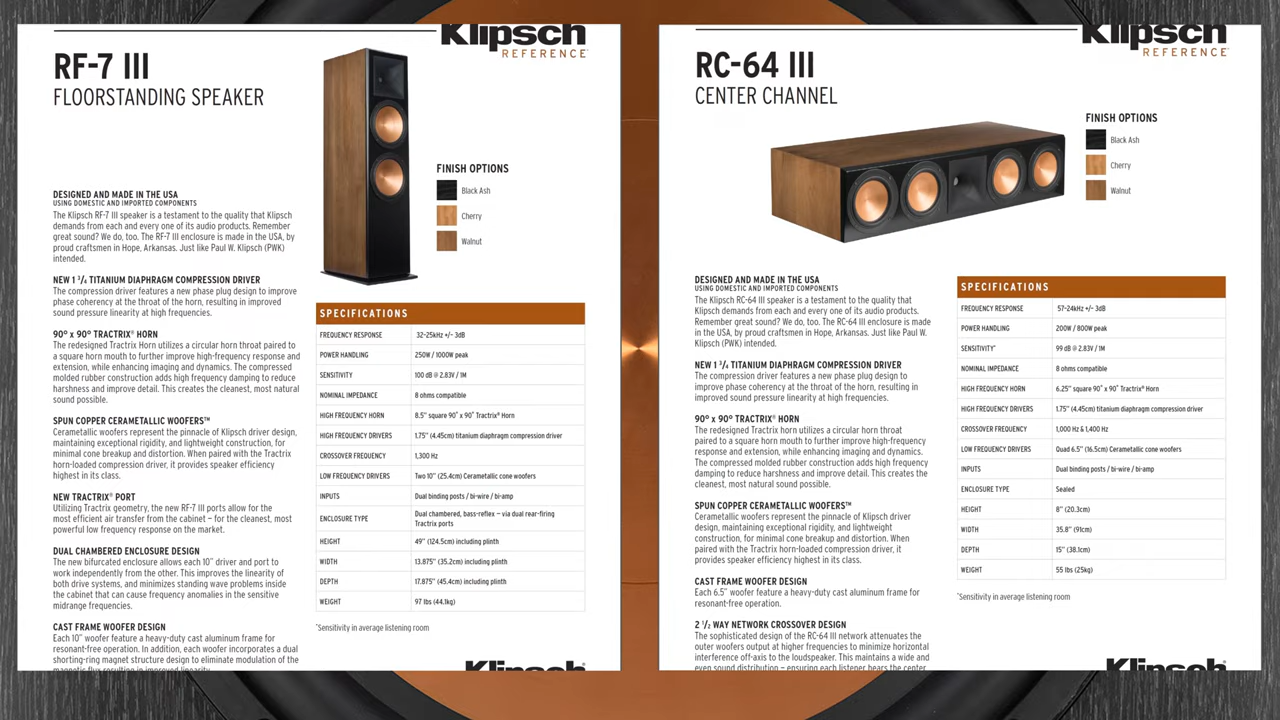 Klipsch
REFERENCE
RF-7 III
FLOORSTANDING SPEAKER
FINISH OPTIONS
Black Ash
Cherry
Walnut
DESIGNED AND MADE IN THE USA
USING DOMESTIC AND IMPORTED COMPONENTS
The Klipsch RF-7 III speaker is a testament to the quality that Klipsch
demands from each and every one of its audio products. Remember
great sound? We do, too. The RF-7 III enclosure is made in the USA, by
proud craftsmen in Hope, Arkansas. Just like Paul W. Klipsch (PWK)
intended.
NEW 1 3/4 TITANIUM DIAPHRAGM COMPRESSION DRIVER
The compression driver features a new phase plug design to improve
phase coherency at the throat of the horn, resulting in improved
sound pressure linearity at high frequencies.
90° x 90° TRACTRIX® HORN
The redesigned Tractrix Horn utilizes a circular horn throat paired to
a square horn mouth to further improve high-frequency response and
extension, while enhancing imaging and dynamics. The compressed
molded rubber construction adds high frequency damping to reduce
harshness and improve detail. This creates the cleanest, most natural
sound possible.
SPUN COPPER CERAMETALLIC WOOFERS™
Cerametallic woofers represent the pinnacle of Klipsch driver design,
maintaining exceptional rigidity, and lightweight construction, for
minimal cone breakup and distortion. When paired with the Tractrix
horn-loaded compression driver, it provides speaker efficiency
highest in its class.
NEW TRACTRIX® PORT
Utilizing Tractrix geometry, the new RF-7 III ports allow for the
most efficient air transfer from the cabinet – for the cleanest, most
powerful low frequency response on the market.
DUAL CHAMBERED ENCLOSURE DESIGN
The new bifurcated enclosure allows each 10" driver and port to
work independently from the other. This improves the linearity of
both drive systems, and minimizes standing wave problems inside
the cabinet that can cause frequency anomalies in the sensitive
midrange frequencies.
CAST FRAME WOOFER DESIGN
Each 10" woofer feature a heavy-duty cast aluminum frame for
resonant-free operation. In addition, each woofer incorporates a dual
shorting-ring magnet structure design to eliminate modulation of the
magnetic flux resulting in improved linearity.
SPECIFICATIONS
FREQUENCY RESPONSE 32-25kHz +/- 3dB
POWER HANDLING 250W / 1000W peak
SENSITIVITY 100 dB @ 2.83V / 1M
NOMINAL IMPEDANCE 8 ohms compatible
HIGH FREQUENCY HORN 8.5" square 90° x 90° Tractrix® Horn
HIGH FREQUENCY DRIVERS 1.75" (4.45cm) titanium diaphragm compression driver
CROSSOVER FREQUENCY 1,300 Hz
LOW FREQUENCY DRIVERS Two 10" (25.4cm) Cerametallic cone woofers
INPUTS Dual binding posts / bi-wire / bi-amp
ENCLOSURE TYPE Dual chambered, bass-reflex – via dual rear-firing
Tractrix ports
HEIGHT 49" (124.5cm) including plinth
WIDTH 13.875" (35.2cm) including plinth
DEPTH 17.875" (45.4cm) including plinth
WEIGHT 97 lbs (44.1kg)
*Sensitivity in average listening room
Klipsch
Klipsch
REFERENCE
RC-64 III
CENTER CHANNEL
FINISH OPTIONS
Black Ash
Cherry
Walnut
DESIGNED AND MADE IN THE USA
USING DOMESTIC AND IMPORTED COMPONENTS
The Klipsch RC-64 III speaker is a testament to the quality that
Klipsch demands from each and every one of its audio products.
Remember great sound? We do, too. The RC-64 III enclosure is made
in the USA, by proud craftsmen in Hope, Arkansas. Just like Paul W.
Klipsch (PWK) intended.
NEW 1 3/4 TITANIUM DIAPHRAGM COMPRESSION DRIVER
The compression driver features a new phase plug design to
improve phase coherency at the throat of the horn, resulting in
improved sound pressure linearity at high frequencies.
90° x 90° TRACTRIX® HORN
The redesigned Tractrix horn utilizes a circular horn throat
paired to a square horn mouth to further improve high-frequency
response and extension, while enhancing imaging and dynamics.
The compressed molded rubber construction adds high frequency
damping to reduce harshness and improve detail. This creates the
cleanest, most natural sound possible.
SPUN COPPER CERAMETALLIC WOOFERS™
Cerametallic woofers represent the pinnacle of Klipsch driver
design, maintaining exceptional rigidity, and lightweight
construction, for minimal cone breakup and distortion. When
paired with the Tractrix horn-loaded compression driver, it
provides speaker efficiency highest in its class.
CAST FRAME WOOFER DESIGN
Each 6.5" woofer feature a heavy-duty cast aluminum frame for
resonant-free operation.
2 1/2 WAY NETWORK CROSSOVER DESIGN
The sophisticated design of the RC-64 III network attenuates the
outer woofers output at higher frequencies to minimize horizontal
interference off-axis to the loudspeaker. This maintains a wide and
even sound distribution – ensuring each listener hears the center
SPECIFICATIONS
FREQUENCY RESPONSE 57-24kHz +/- 3dB
POWER HANDLING 200W / 800W peak
SENSITIVITY* 99 dB @ 2.83V / 1M
NOMINAL IMPEDANCE 8 ohms compatible
HIGH FREQUENCY HORN 6.25" square 90° x 90° Tractrix® Horn
HIGH FREQUENCY DRIVERS 1.75" (4.45cm) titanium diaphragm compression driver
CROSSOVER FREQUENCY 1,000 Hz & 1,400 Hz
LOW FREQUENCY DRIVERS Quad 6.5" (16.5cm) Cerametallic cone woofers
INPUTS Dual binding posts / bi-wire / bi-amp
ENCLOSURE TYPE Sealed
HEIGHT 8" (20.3cm)
WIDTH 35.8" (91cm)
DEPTH 15" (38.1cm)
WEIGHT 55 lbs (25kg)
*Sensitivity in average listening room
Klipsch